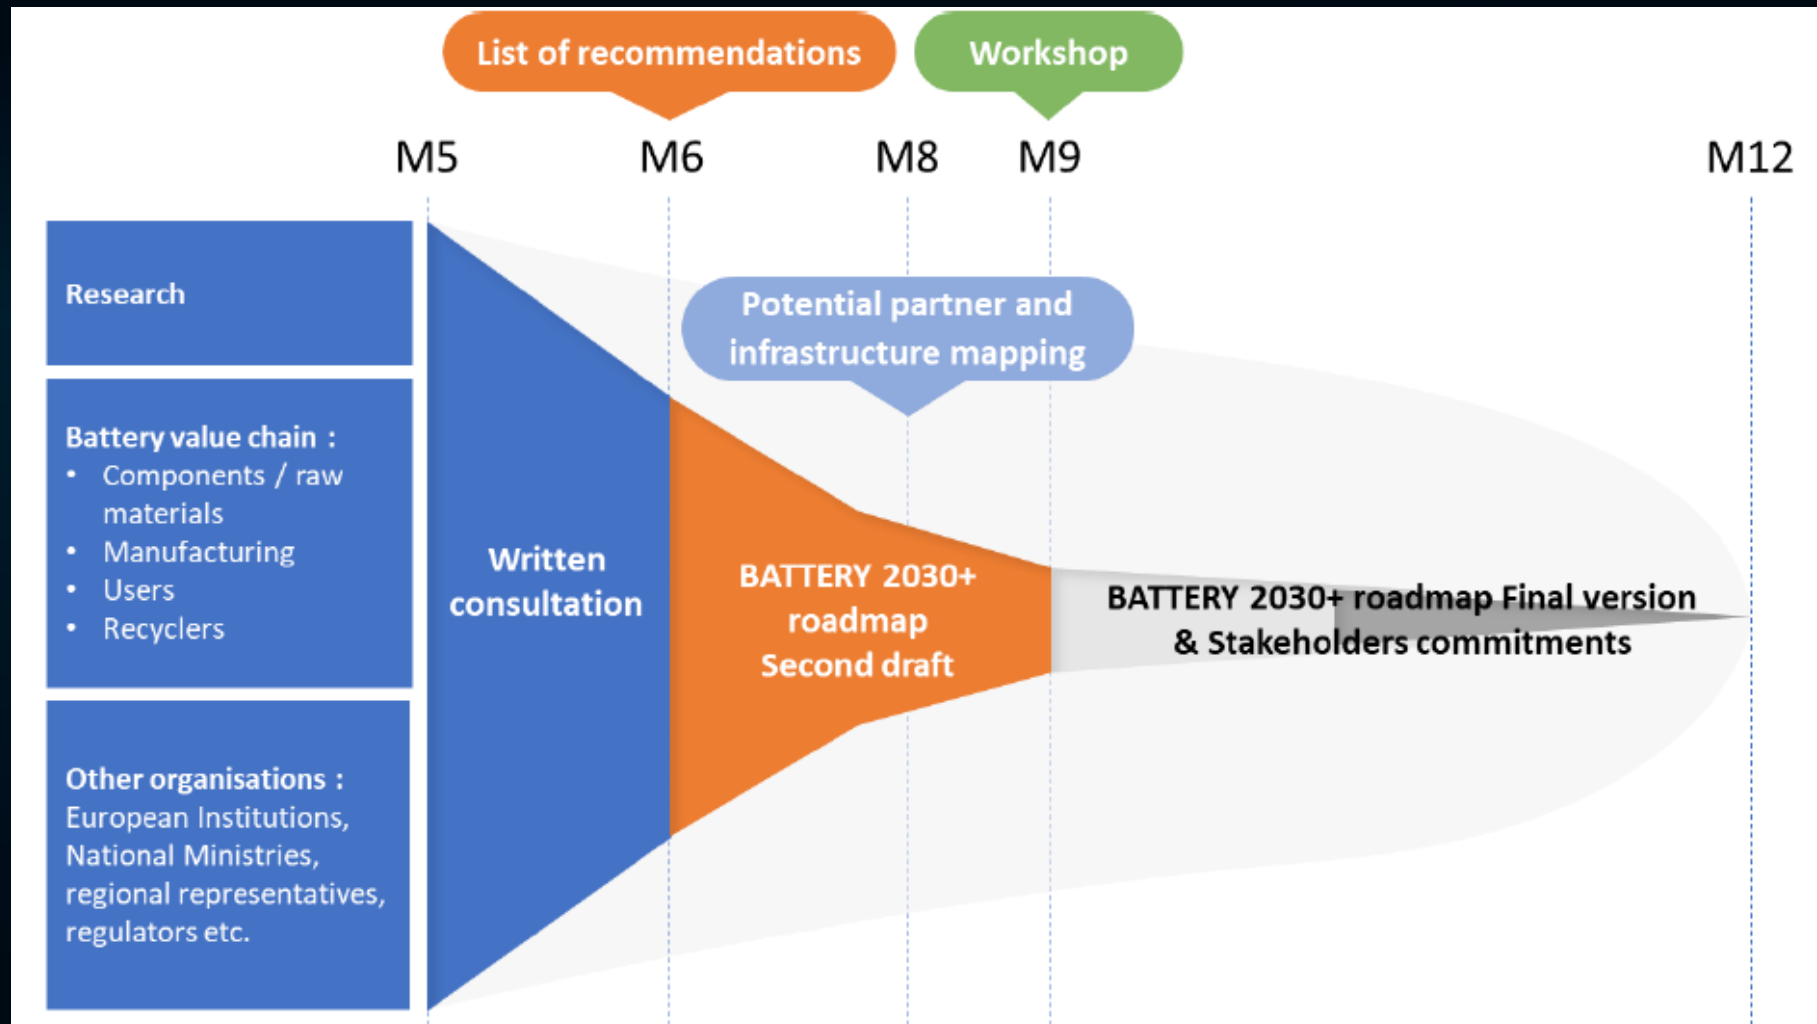 List of recommendations
Workshop
M5
M6
M8
M9
M12
Research
Battery value chain :
• Components / raw
materials
• Manufacturing
• Users
• Recyclers
Other organisations :
European Institutions,
National Ministries,
regional representatives,
regulators etc.
Written
consultation
Potential partner and
infrastructure mapping
BATTERY 2030+
roadmap
Second draft
BATTERY 2030+ roadmap Final version
& Stakeholders commitments